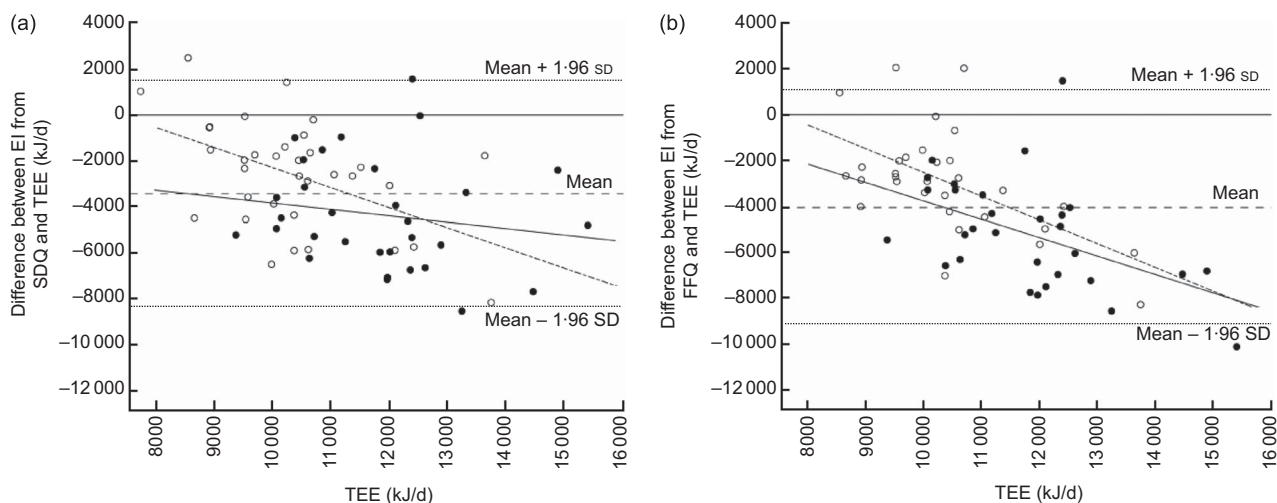 (a)
4000
2000
0
–2000
–4000
–6000
–8000
–10 000
–12 000
Difference between EI from
SDQ and TEE (kJ/d)
Mean + 1·96 SD
Mean
Mean – 1·96 SD
8000
9000
10 000
11 000
12 000
13 000
14 000
15 000
16 000
TEE (kJ/d)
(b)
4000
2000
0
–2000
–4000
–6000
–8000
–10 000
–12 000
Difference between EI from
FFQ and TEE (kJ/d)
Mean + 1·96 SD
Mean
Mean – 1·96 SD
8000
9000
10 000
11 000
12 000
13 000
14 000
15 000
16 000
TEE (kJ/d)